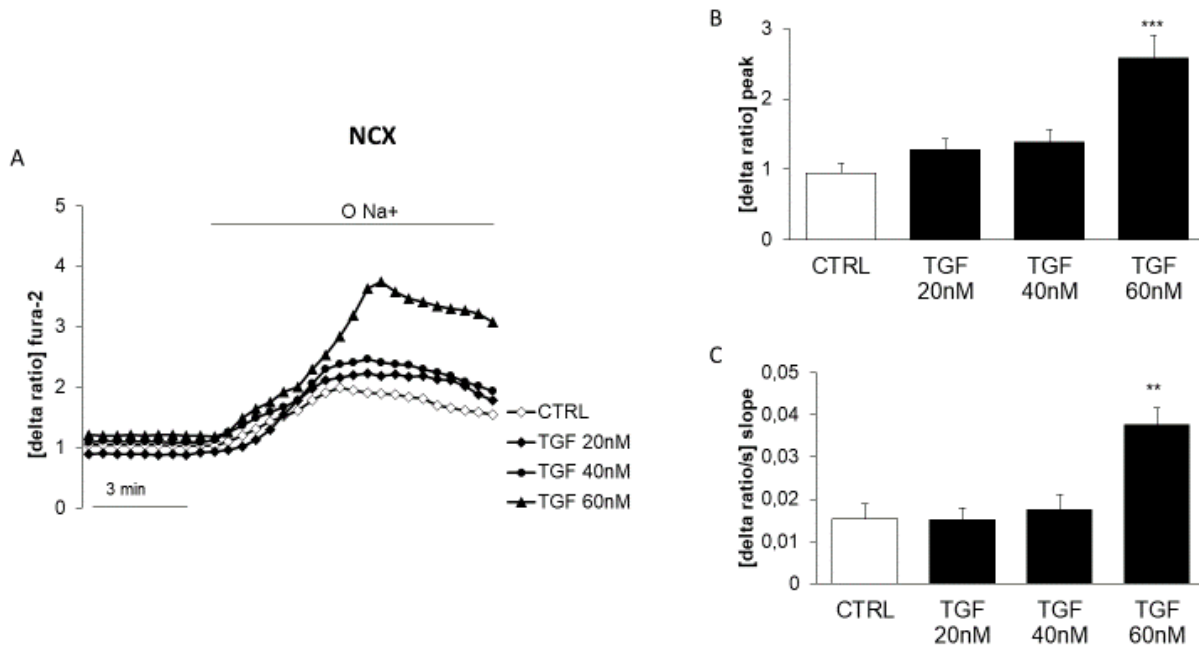 NCX
A
[delta ratio] fura-2
5
4
3
2
1
0
O Na+
3 min
CTRL
TGF 20nM
TGF 40nM
TGF 60nM
B
[delta ratio] peak
3
2
1
0
***
CTRL
TGF
20nM
TGF
40nM
TGF
60nM
C
[delta ratio/s] slope
0,05
0,04
0,03
0,02
0,01
0
**
CTRL
TGF
20nM
TGF
40nM
TGF
60nM